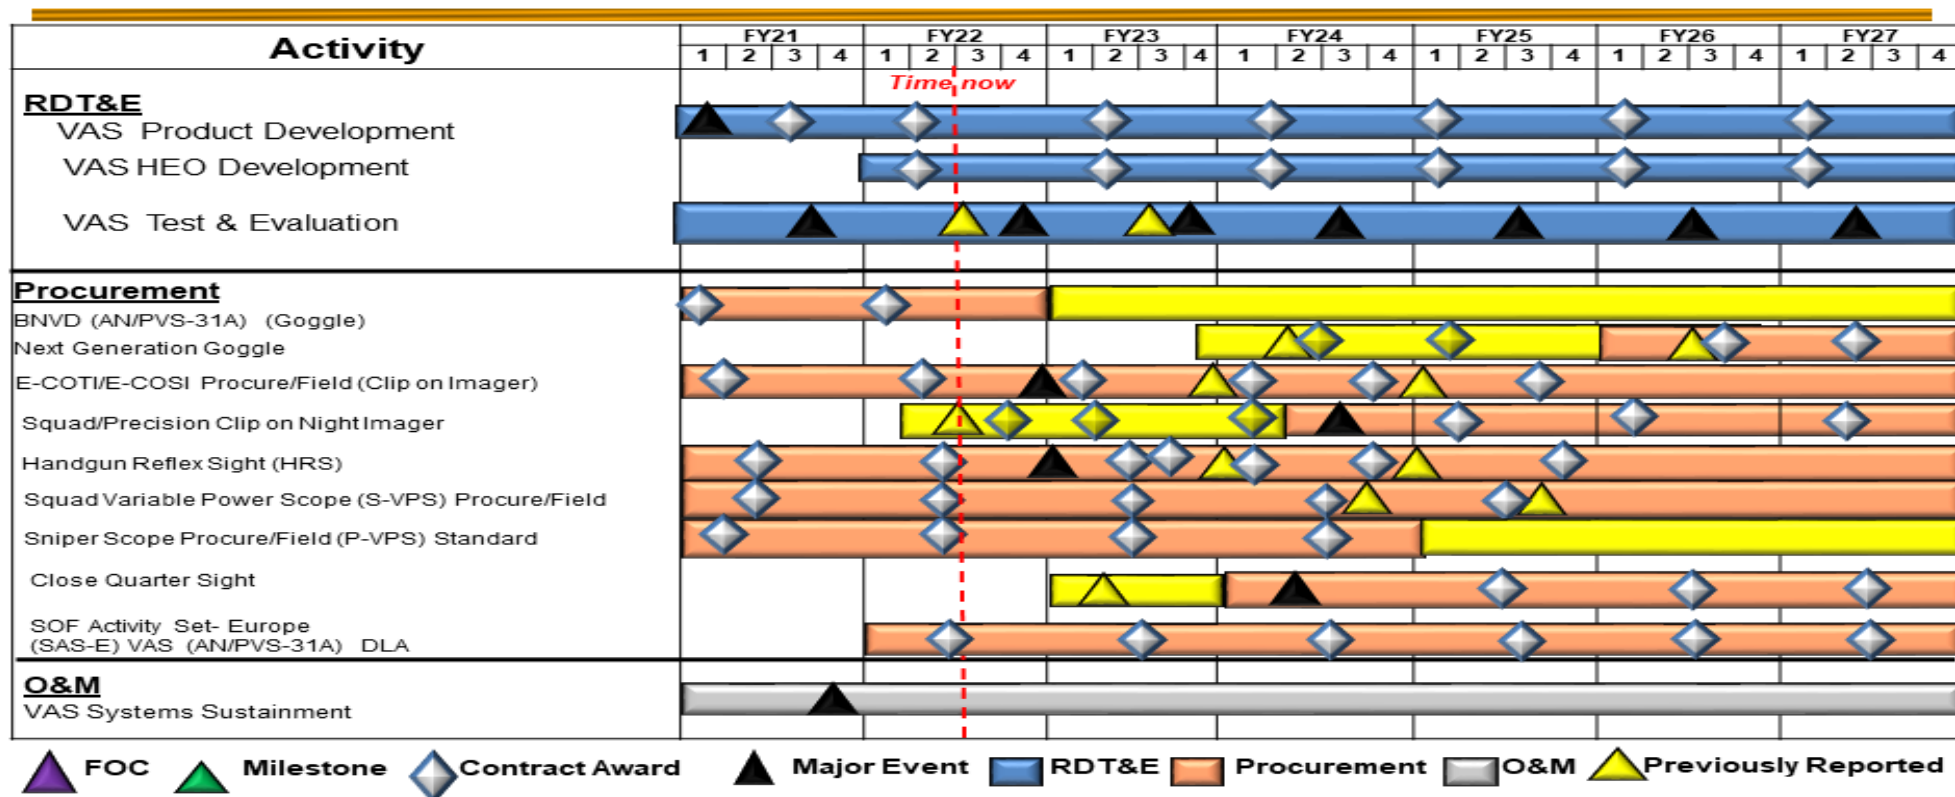 Activity
FY21 FY22 FY23 FY24 FY25 FY26 FY27
1 2 3 4 1 2 3 4 1 2 3 4 1 2 3 4 1 2 3 4 1 2 3 4 1 2 3 4
Time now
RDT&E
VAS Product Development
VAS HEO Development
VAS Test & Evaluation
Procurement
BNVD (AN/PVS-31A) (Goggle)
Next Generation Goggle
E-COTI/E-COSI Procure/Field (Clip on Imager)
Squad/Precision Clip on Night Imager
Handgun Reflex Sight (HRS)
Squad Variable Power Scope (S-VPS) Procure/Field
Sniper Scope Procure/Field (P-VPS) Standard
Close Quarter Sight
SOF Activity Set- Europe
(SAS-E) VAS (AN/PVS-31A) DLA
O&M
VAS Systems Sustainment
FOC Milestone Contract Award Major Event RDT&E Procurement O&M Previously Reported